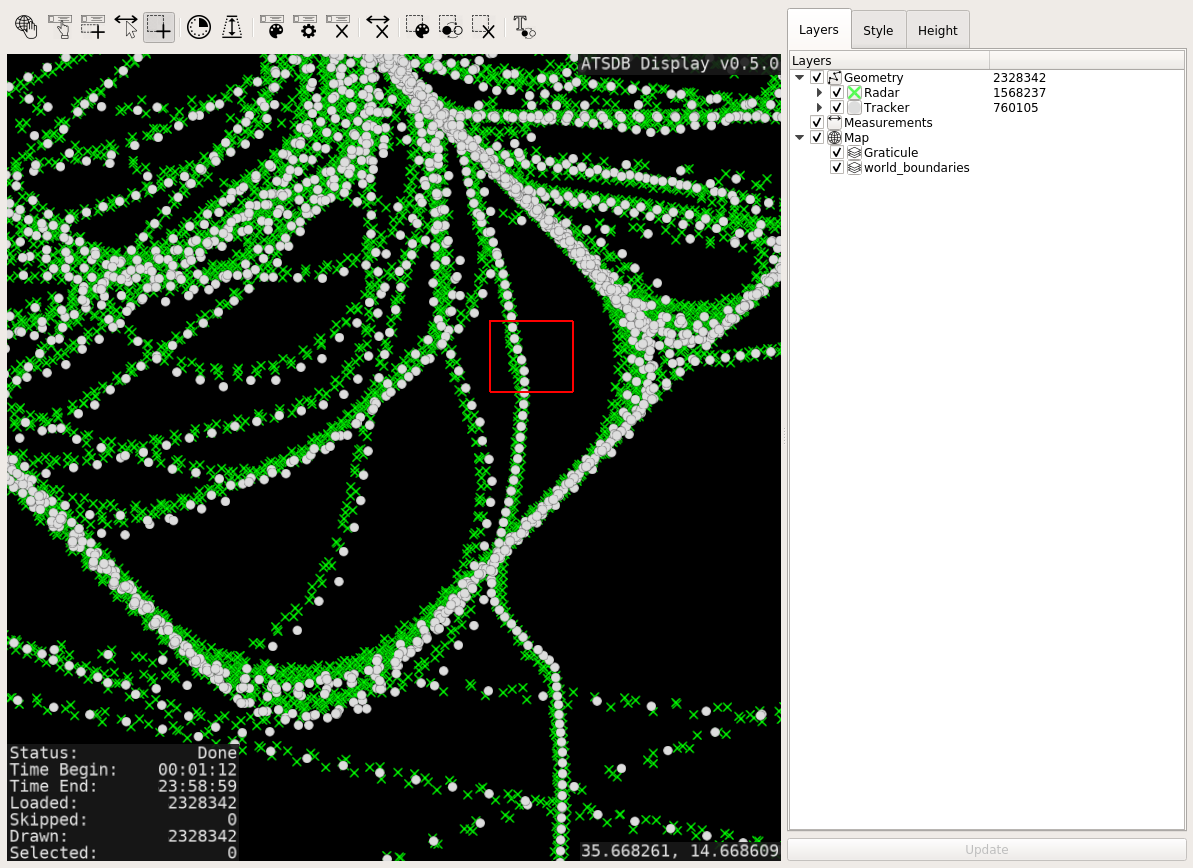 Layers
Style
Height
ATSDB Display v0.5.0
Layers
Geometry 2328342
Radar 1568237
Tracker 760105
Measurements
Map
Graticule
world_boundaries
Status: Done
Time Begin: 00:01:12
Time End: 23:58:59
Loaded: 2328342
Skipped: 0
Drawn: 2328342
Selected: 0
35.668261, 14.668609
Update